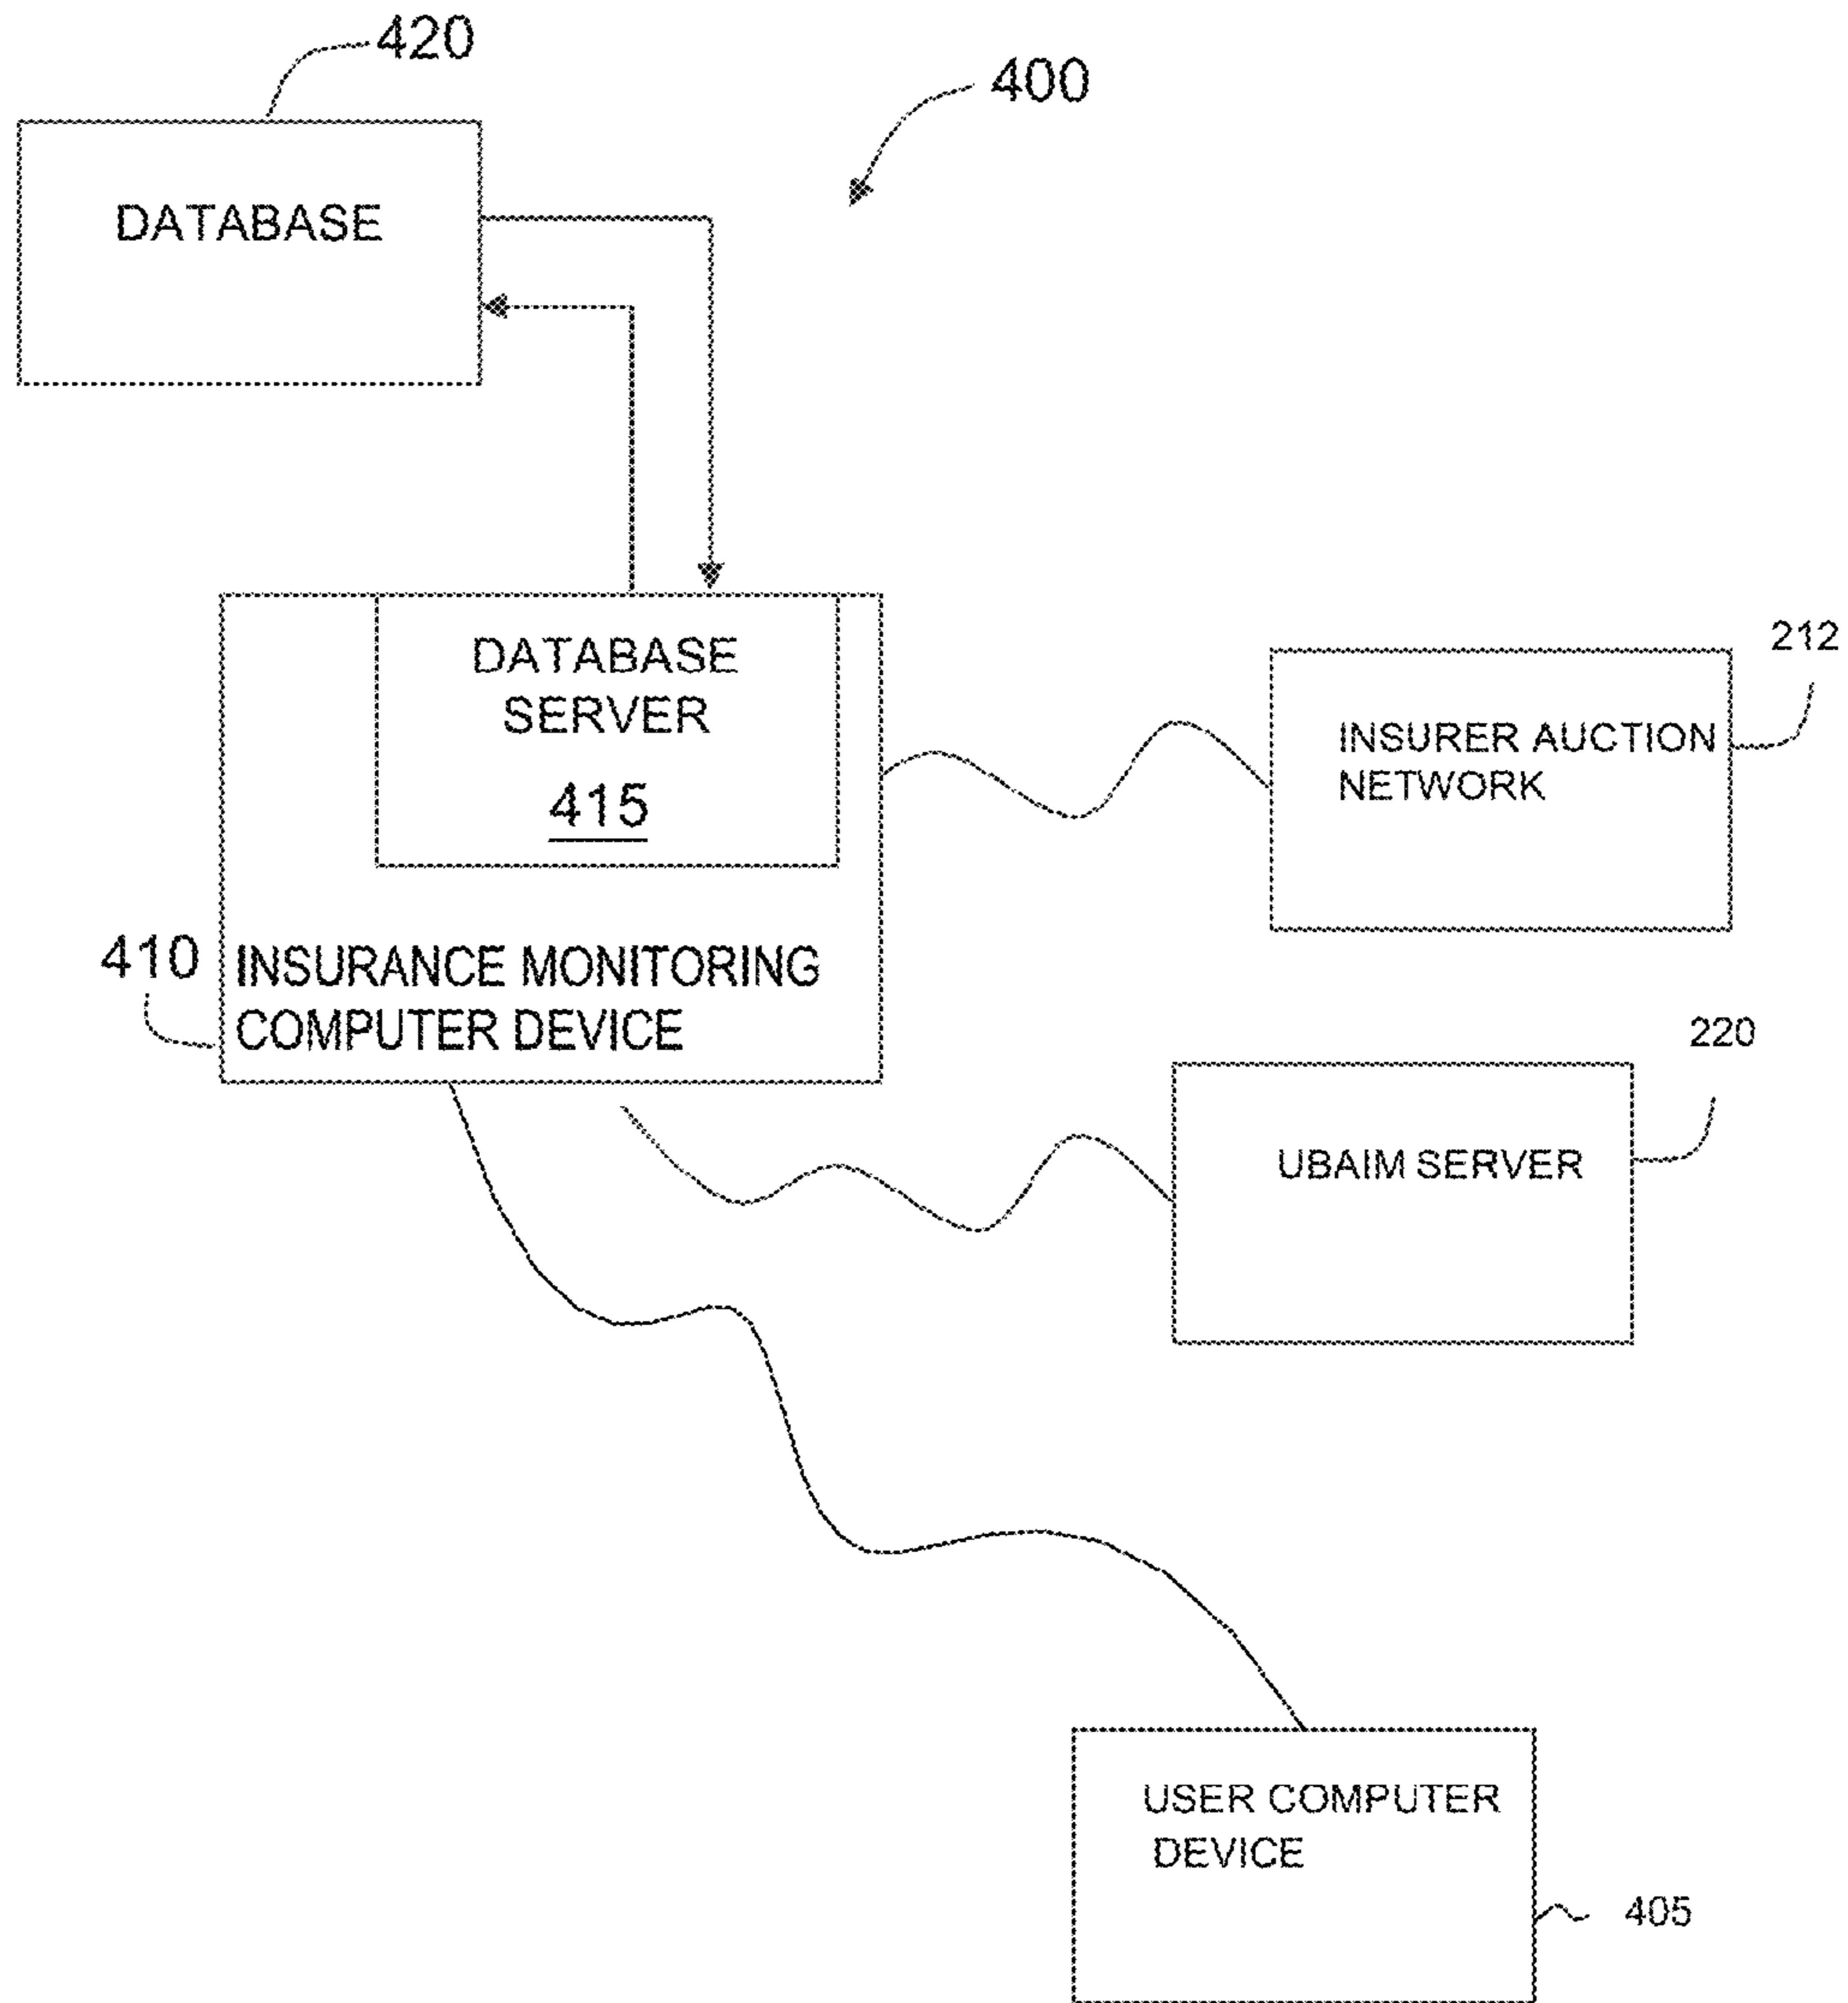 420
400
DATABASE
DATABASE
SERVER
415
212
INSURER AUCTION
NETWORK
410
INSURANCE MONITORING
COMPUTER DEVICE
220
UBAIM SERVER
USER COMPUTER
DEVICE
405